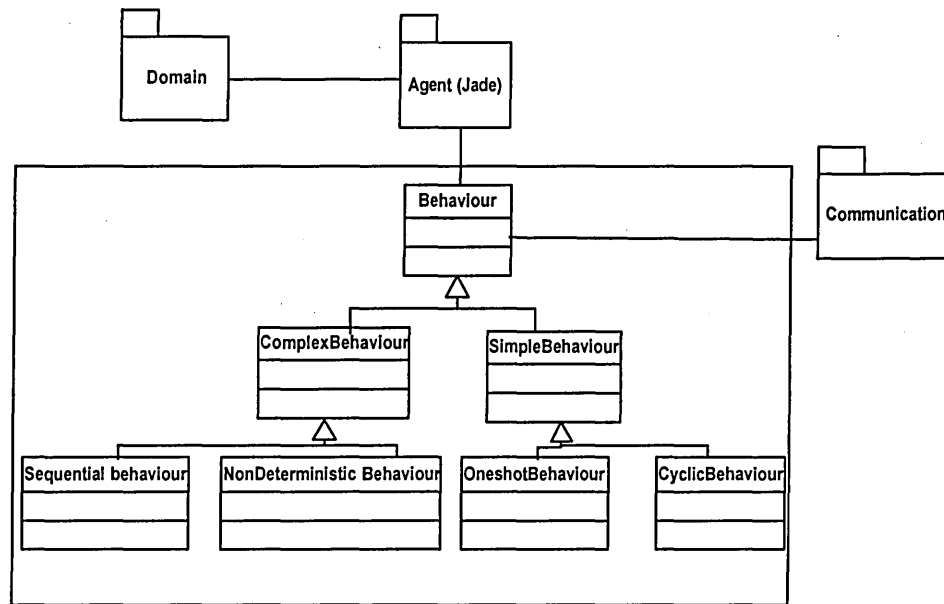 Domain
Agent (Jade)
Behaviour
Communication
ComplexBehaviour
SimpleBehaviour
Sequential behaviour
NonDeterministic Behaviour
OneshotBehaviour
CyclicBehaviour